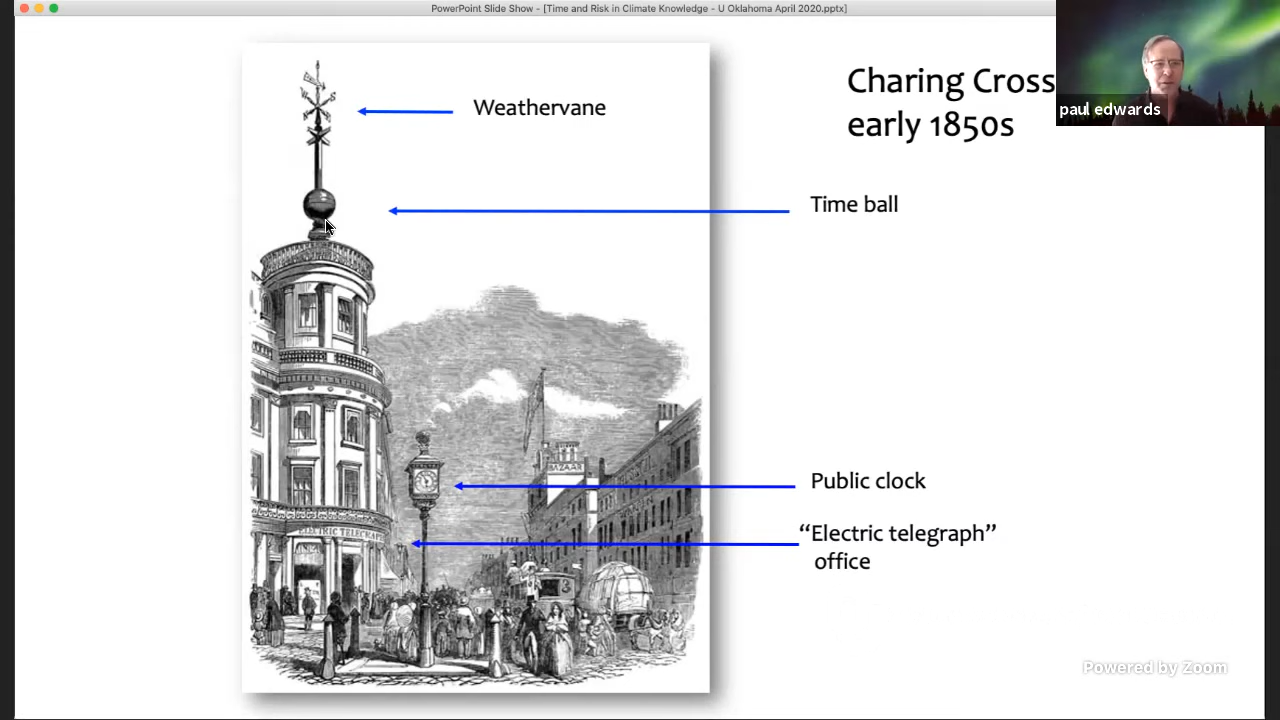 PowerPoint Slide Show - [Time and Risk in Climate Knowledge - U Oklahoma April 2020.pptx]
Charing Cross
early 1850s
paul edwards
Weathervane
Time ball
Public clock
“Electric telegraph”
office
BAZAAR
ELECTRIC TELEGRAPH
S
Powered by Zoom